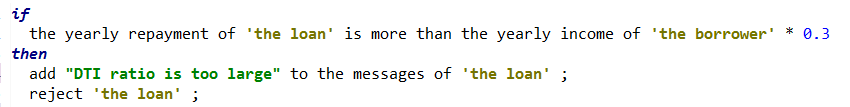 if
the yearly repayment of 'the loan' is more than the yearly income of 'the borrower' * 0.3
then
add "DTI ratio is too large" to the messages of 'the loan' ;
reject 'the loan' ;